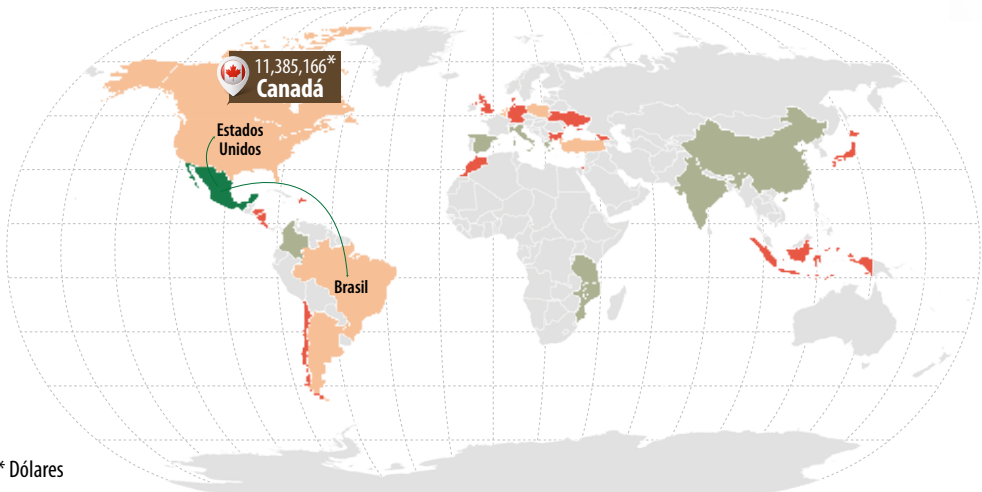 11,385,166*
Canadá
Estados
Unidos
Brasil
* Dólares